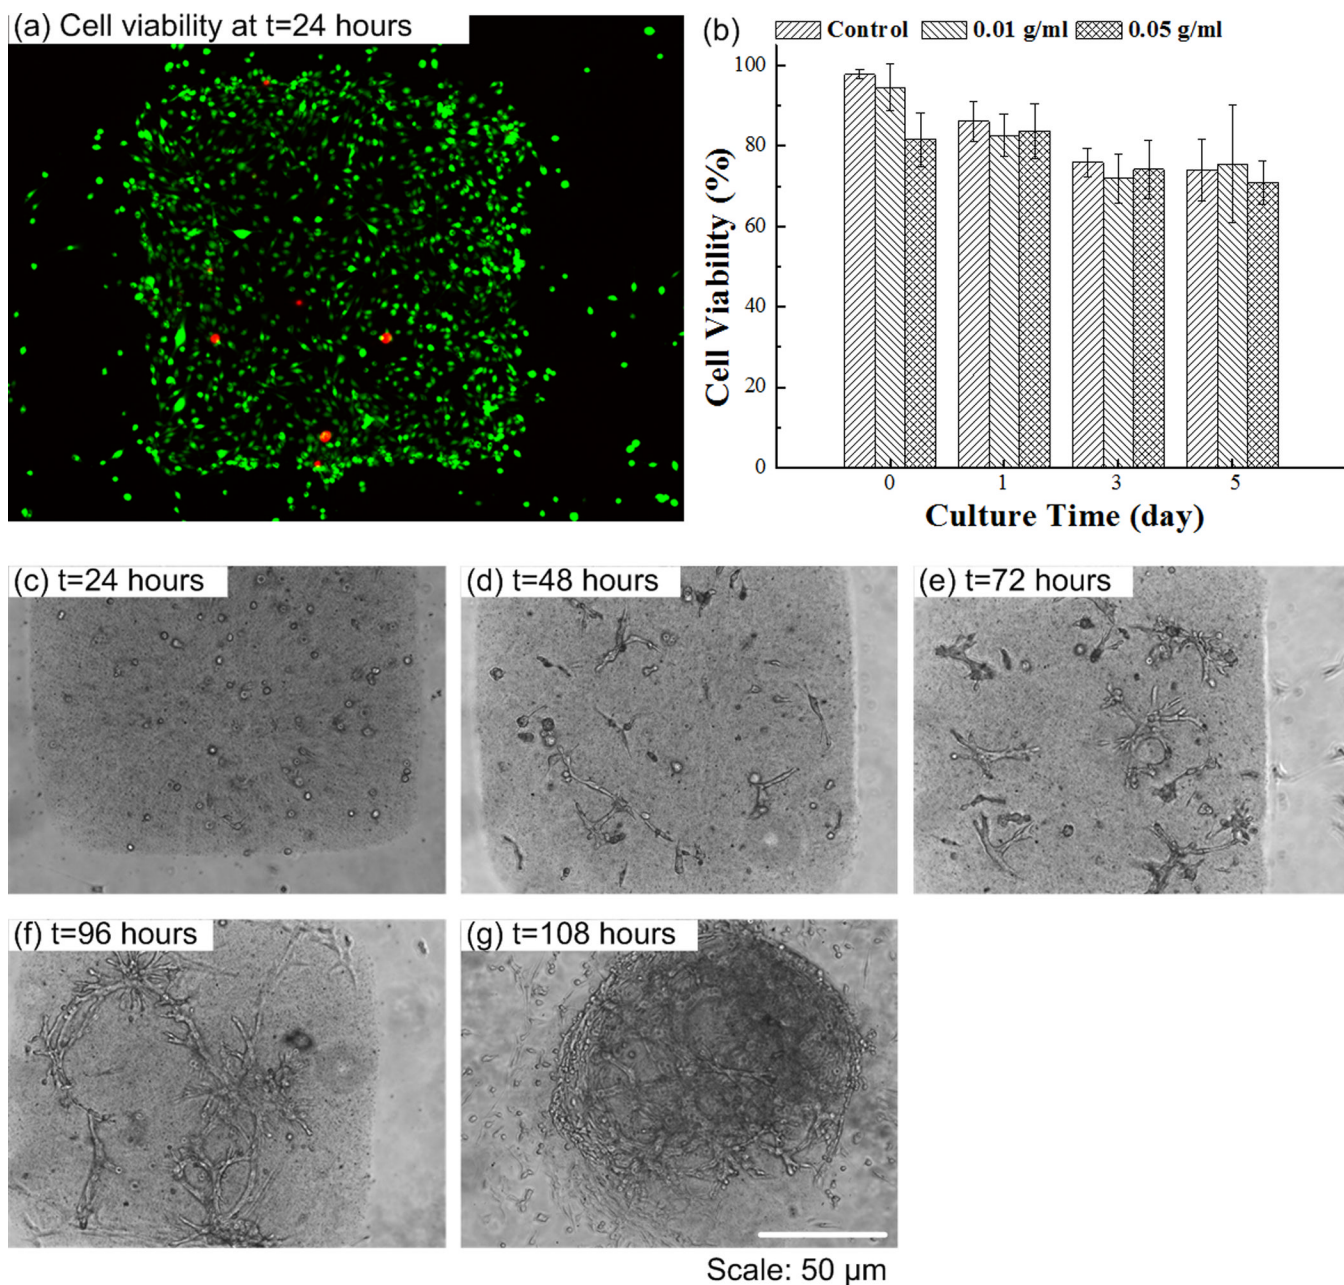 (a) Cell viability at t=24 hours
(b)
Control 0.01 g/ml 0.05 g/ml
100
80
60
40
20
0
Cell Viability (%)
0 1 3 5
Culture Time (day)
(c) t=24 hours
(d) t=48 hours
(e) t=72 hours
(f) t=96 hours
(g) t=108 hours
Scale: 50 μm